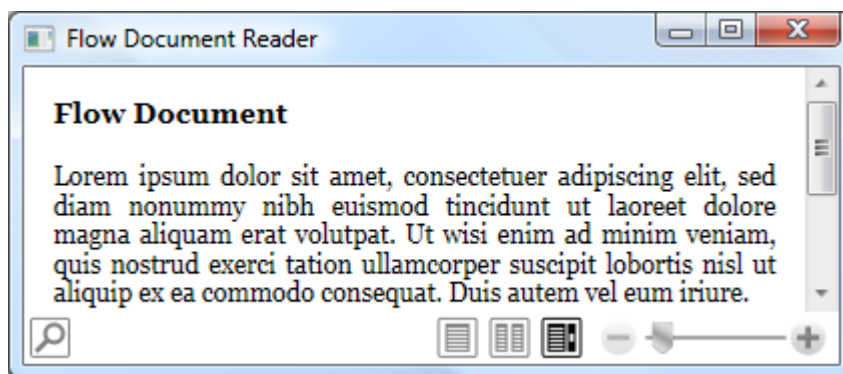 Flow Document Reader
Flow Document
Lorem ipsum dolor sit amet, consectetuer adipiscing elit, sed
diam nonummy nibh euismod tincidunt ut laoreet dolore
magna aliquam erat volutpat. Ut wisi enim ad minim veniam,
quis nostrud exerci tation ullamcorper suscipit lobortis nisl ut
aliquip ex ea commodo consequat. Duis autem vel eum iriure.